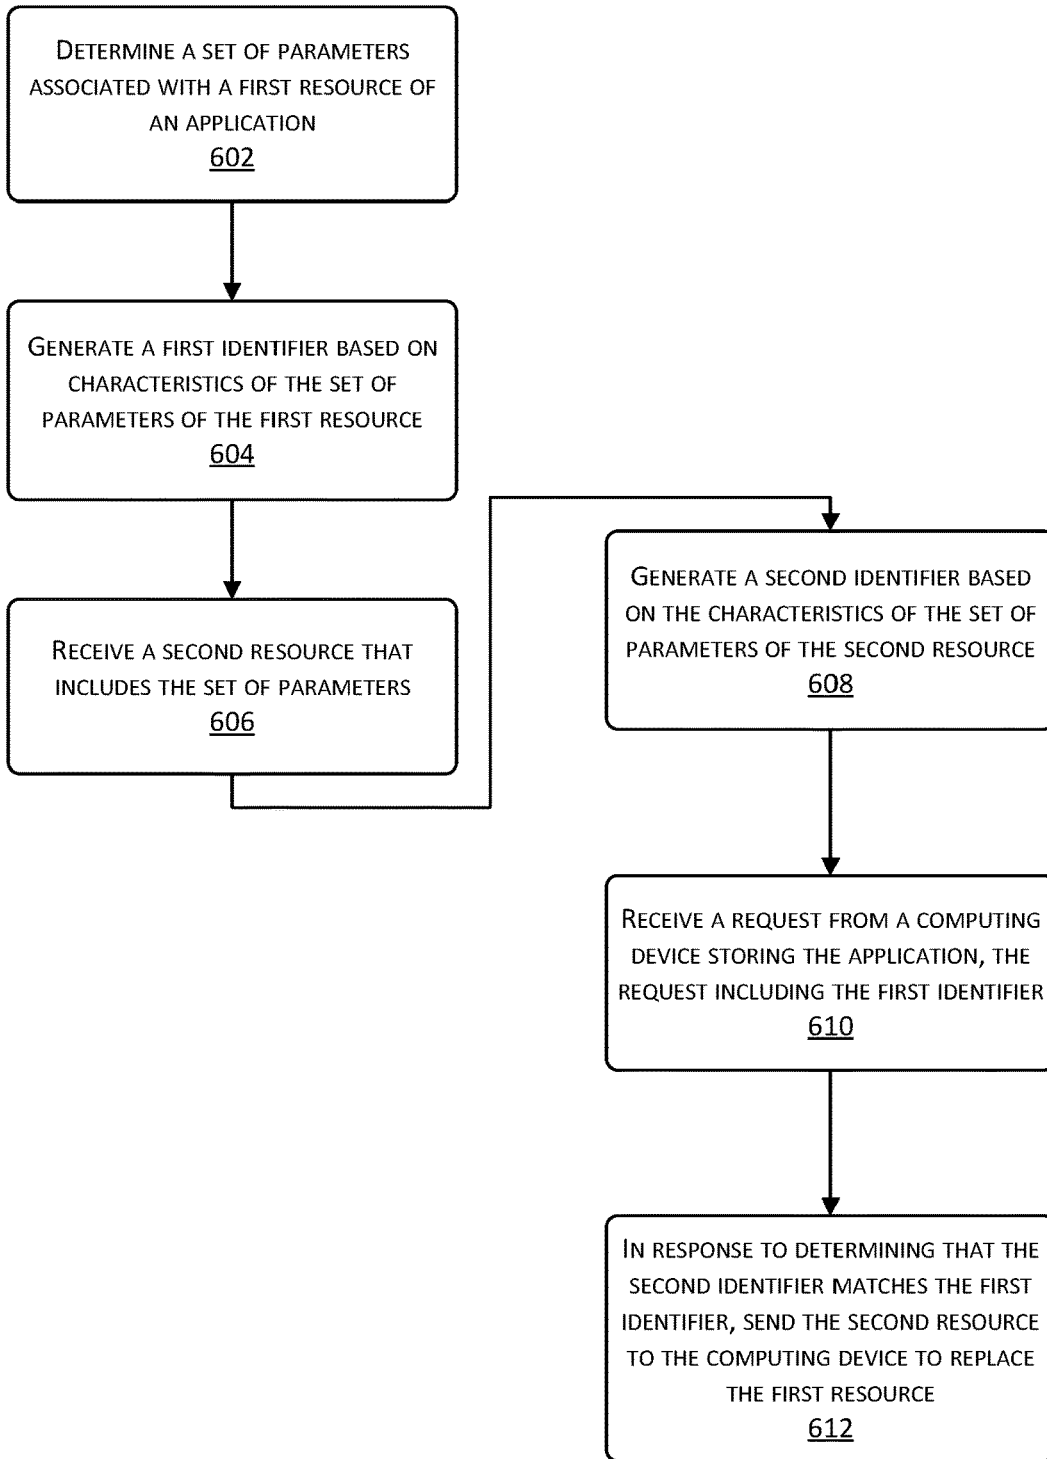 DETERMINE A SET OF PARAMETERS
ASSOCIATED WITH A FIRST RESOURCE OF
AN APPLICATION
602
GENERATE A FIRST IDENTIFIER BASED ON
CHARACTERISTICS OF THE SET OF
PARAMETERS OF THE FIRST RESOURCE
604
RECEIVE A SECOND RESOURCE THAT
INCLUDES THE SET OF PARAMETERS
606
GENERATE A SECOND IDENTIFIER BASED
ON THE CHARACTERISTICS OF THE SET OF
PARAMETERS OF THE SECOND RESOURCE
608
RECEIVE A REQUEST FROM A COMPUTING
DEVICE STORING THE APPLICATION, THE
REQUEST INCLUDING THE FIRST IDENTIFIER
610
IN RESPONSE TO DETERMINING THAT THE
SECOND IDENTIFIER MATCHES THE FIRST
IDENTIFIER, SEND THE SECOND RESOURCE
TO THE COMPUTING DEVICE TO REPLACE
THE FIRST RESOURCE
612